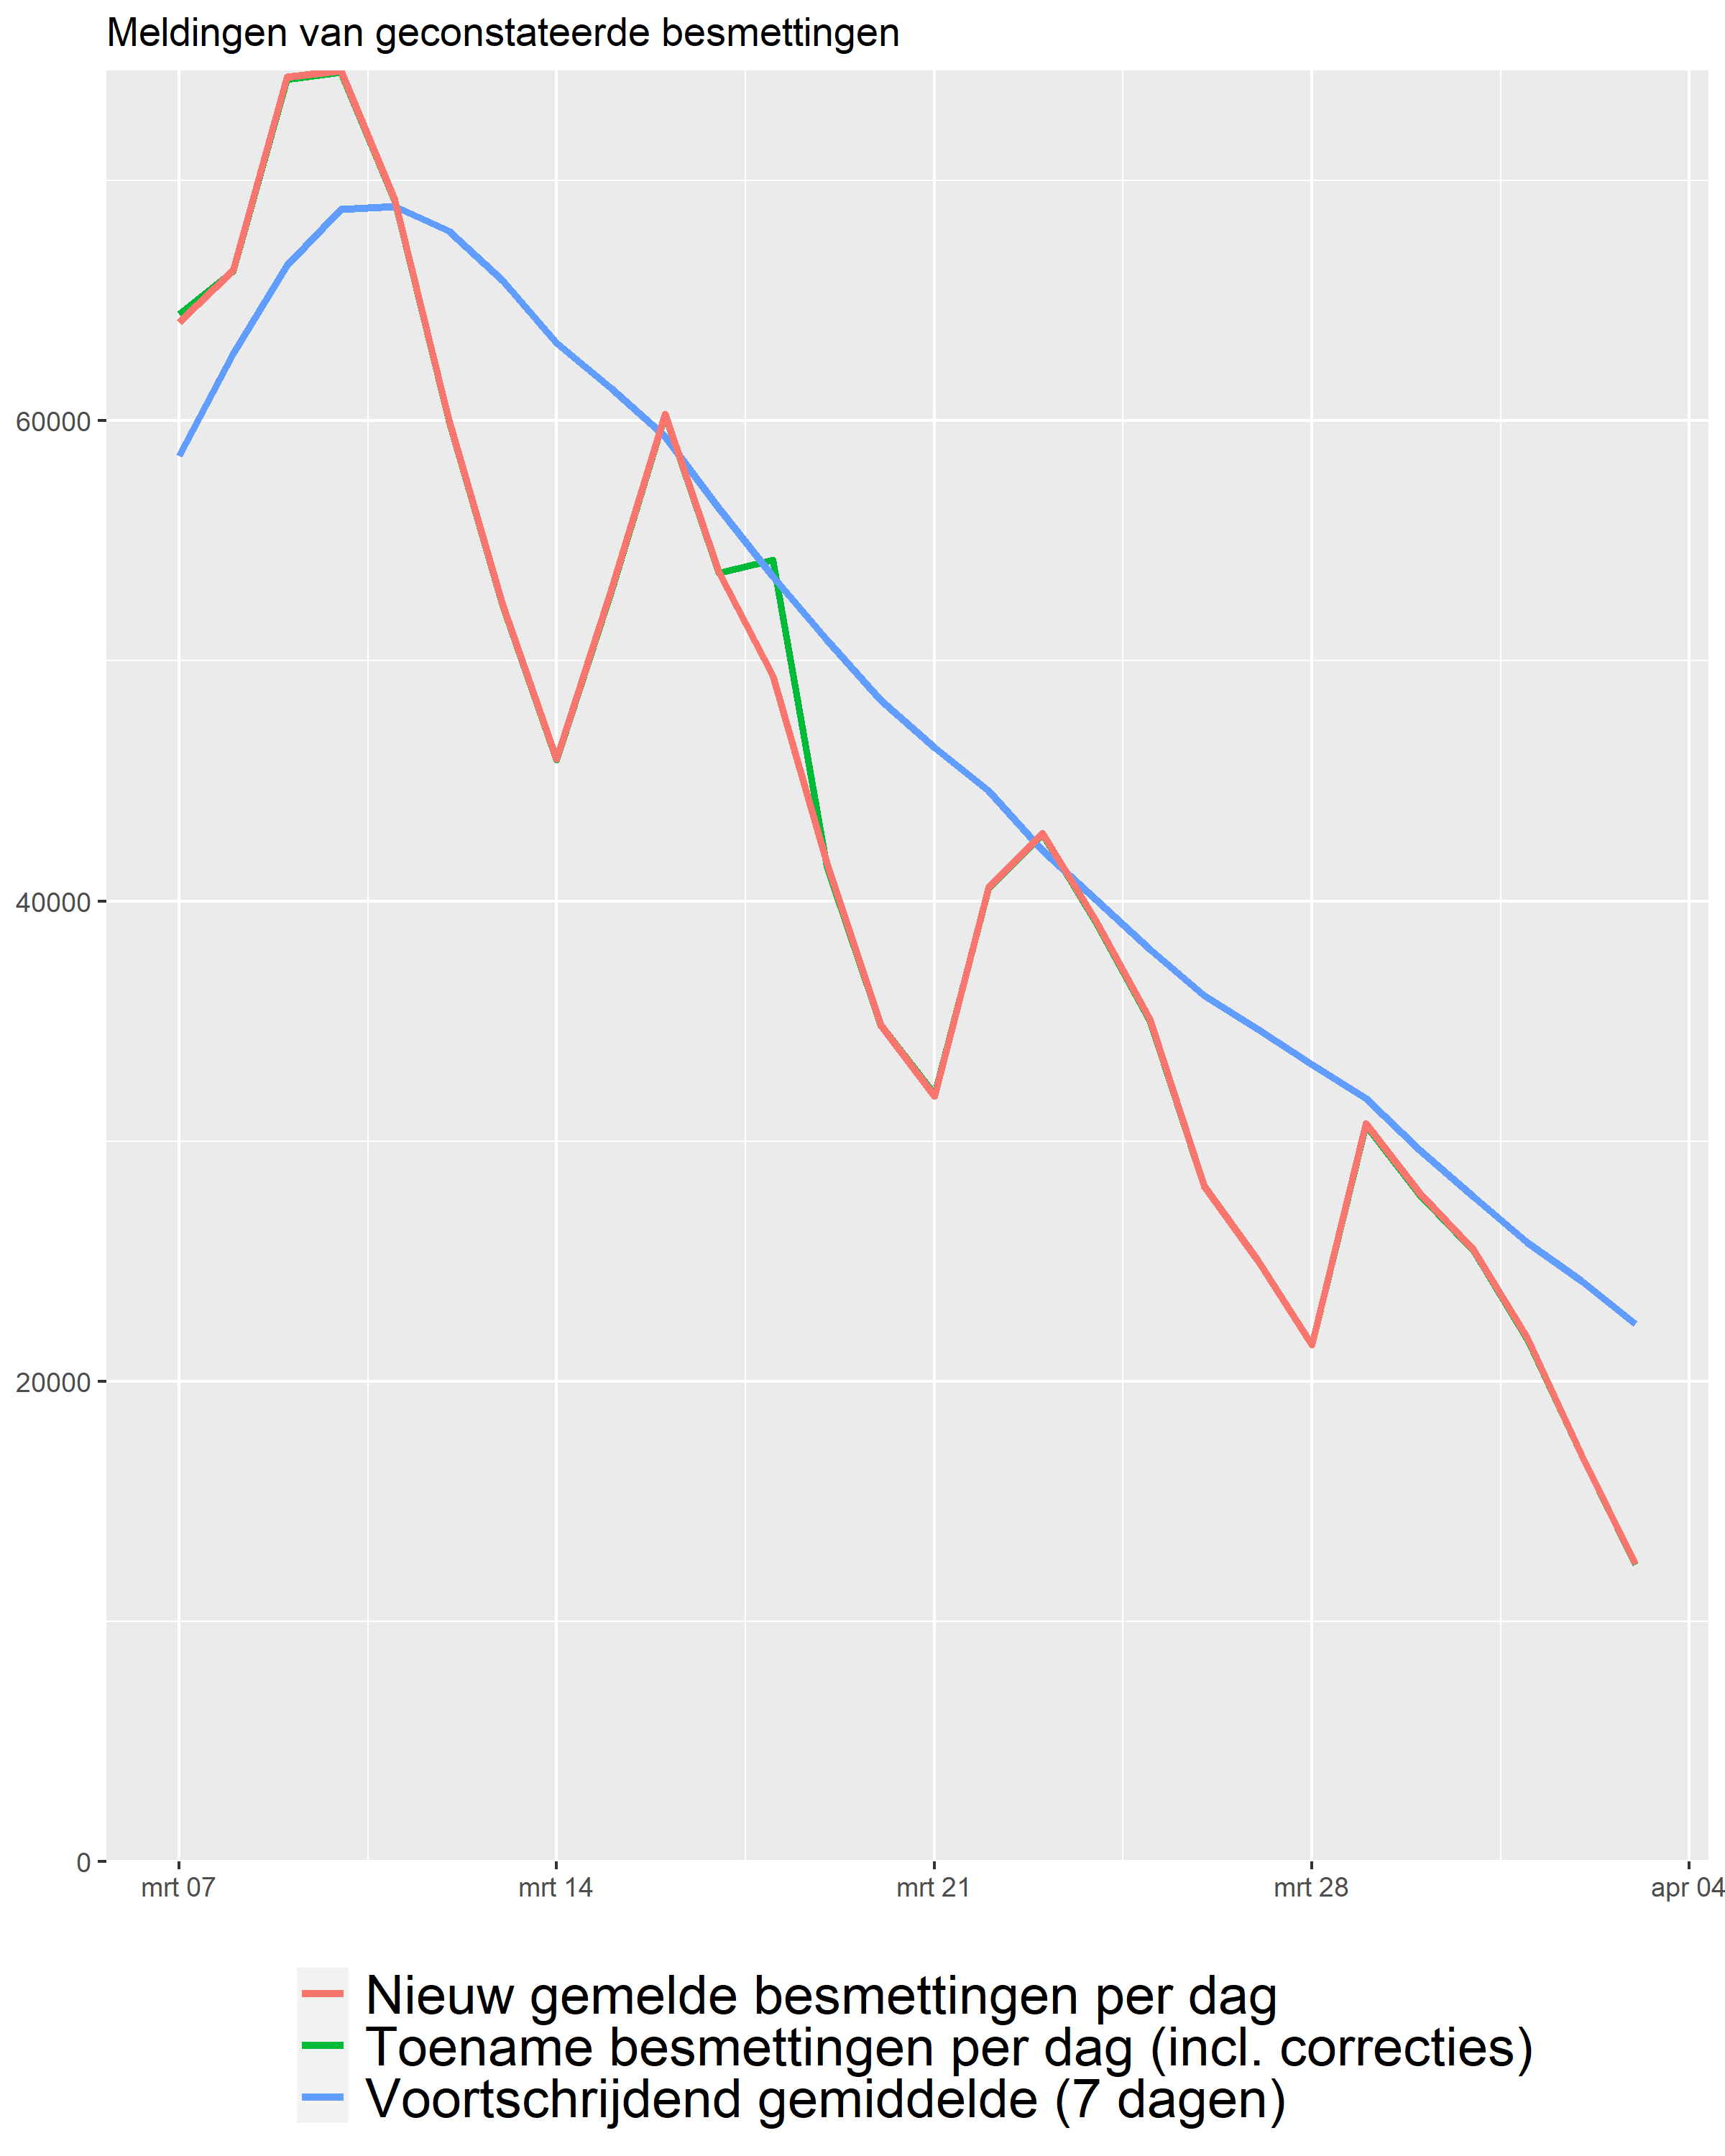 Meldingen van geconstateerde besmettingen
60000
40000
20000
0
mrt 07 mrt 14 mrt 21 mrt 28 apr 04
Nieuw gemelde besmettingen per dag
Toename besmettingen per dag (incl. correcties)
Voortschrijdend gemiddelde (7 dagen)